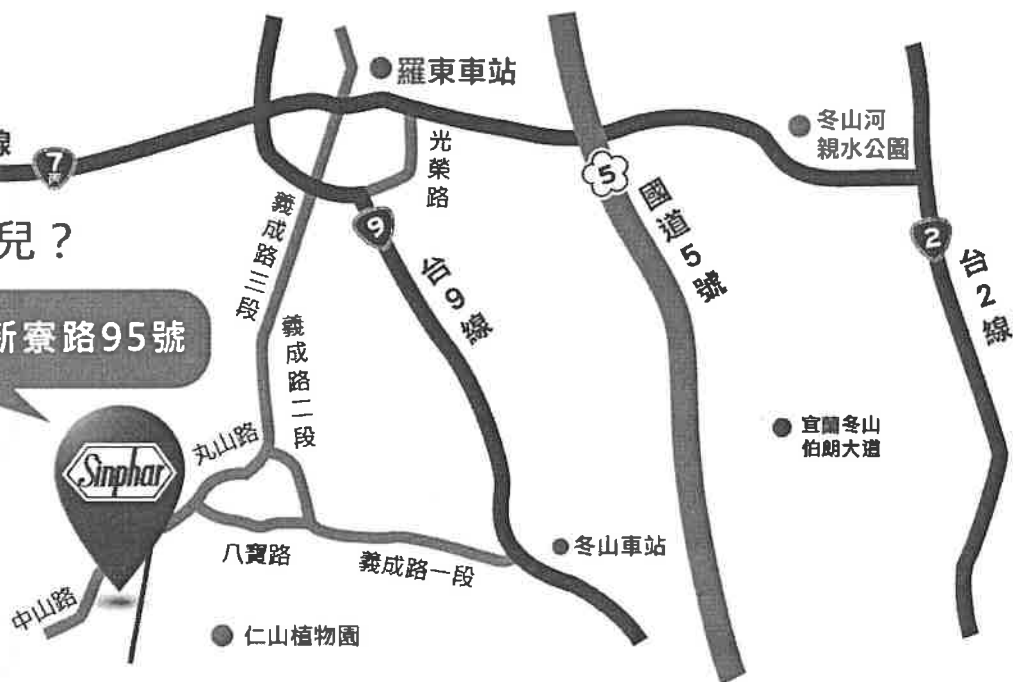 羅東車站
線
7
冬山河
親水公園
光榮路
5
國道5號
義成路三段
9
2
兒？
台9線
台2線
新寮路95號
義成路二段
宜蘭冬山
伯朗大道
丸山路
Sinphar
冬山車站
八寶路
義成路一段
中山路
仁山植物園